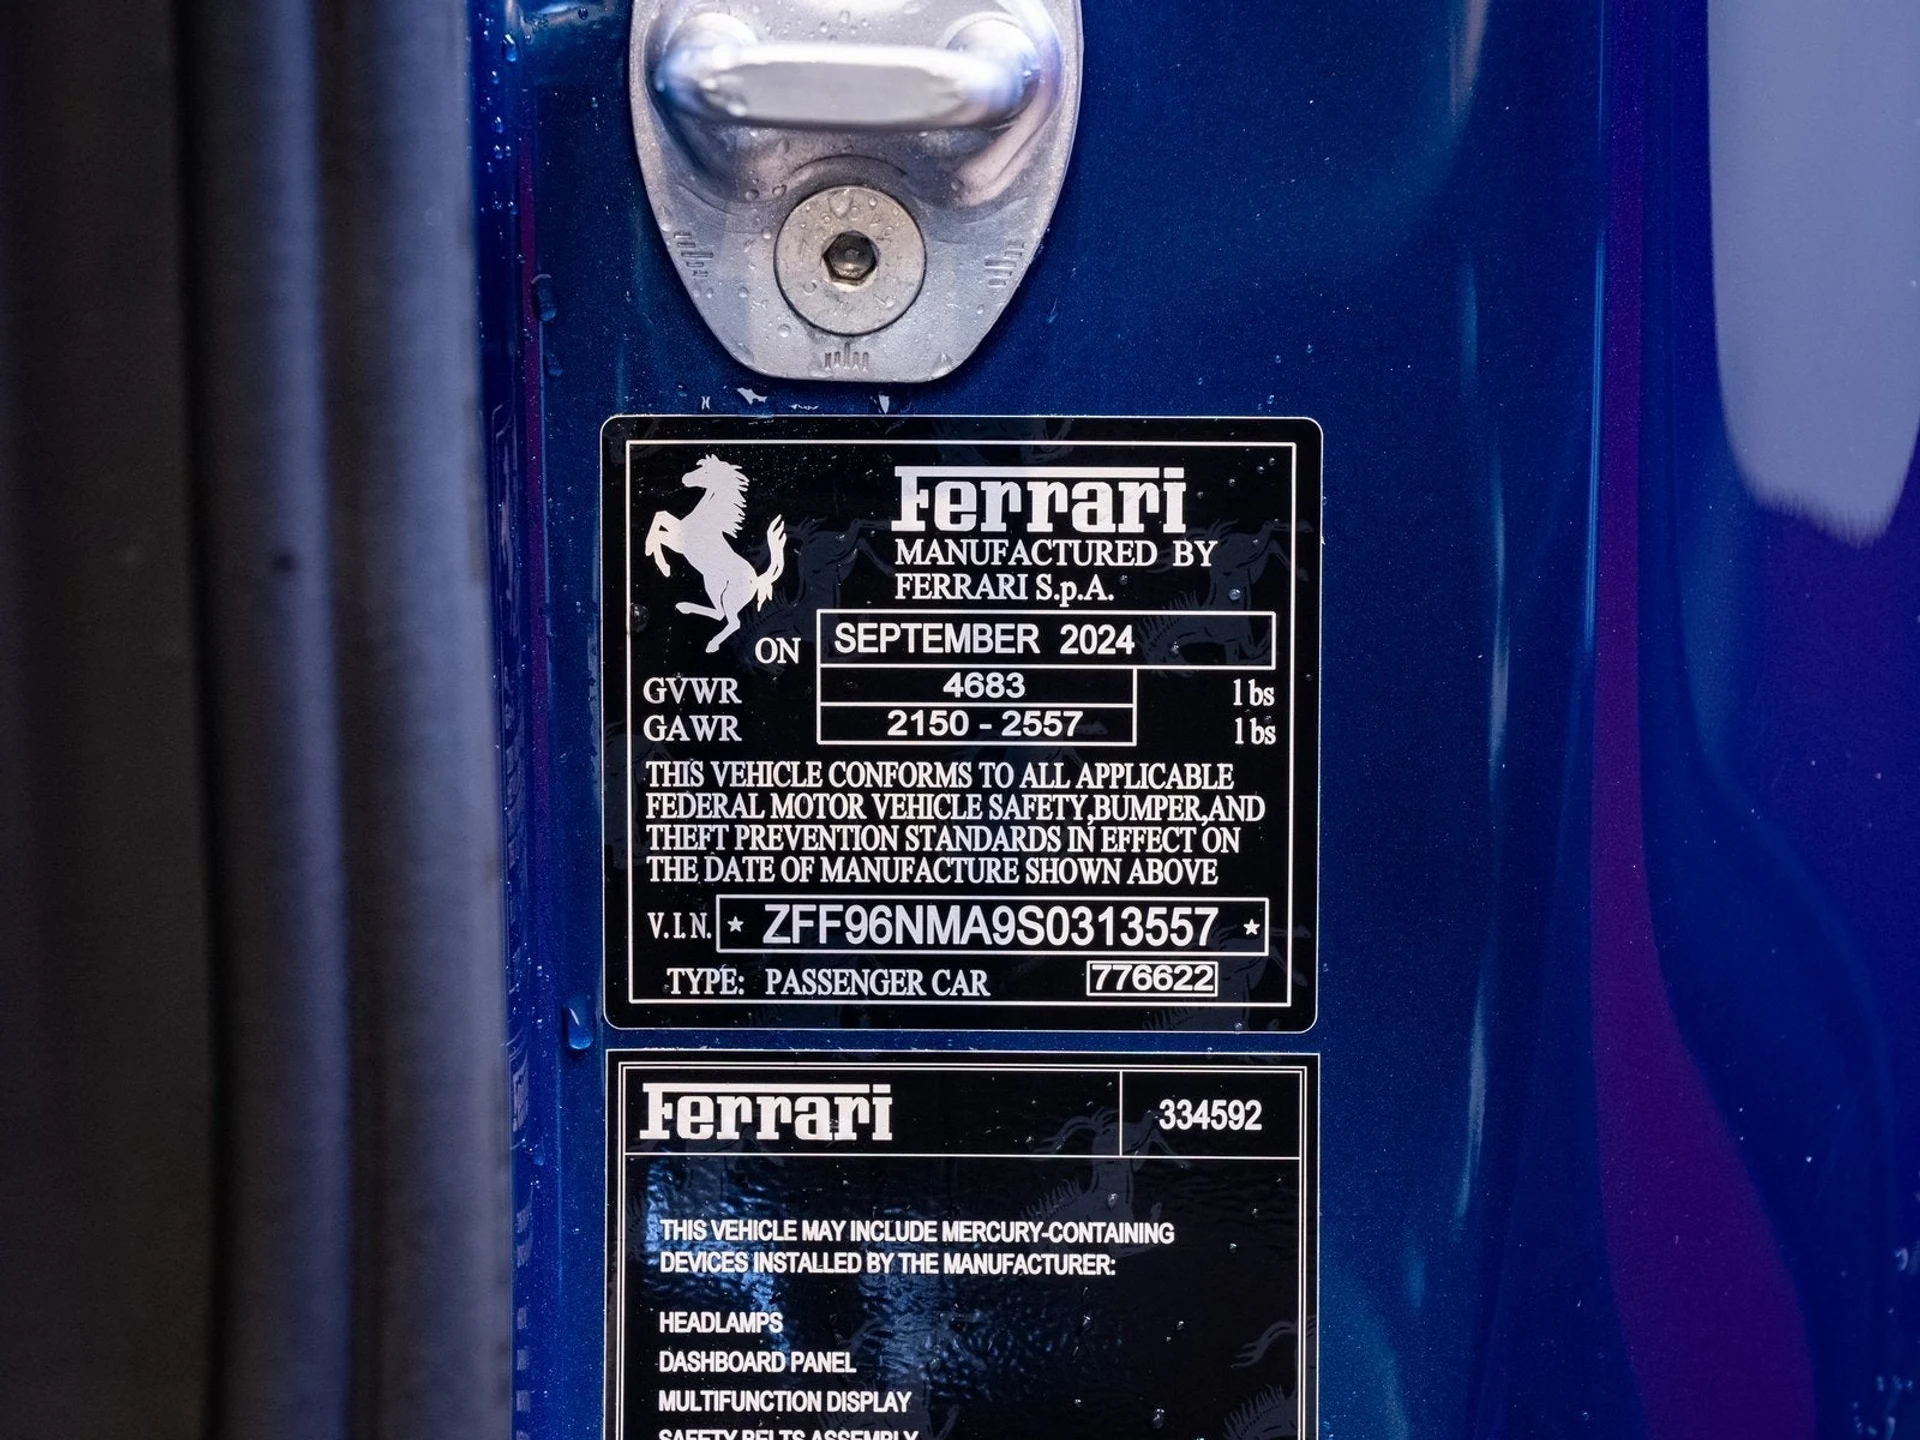 Ferrari
MANUFACTURED BY
FERRARI S.p.A.
ON SEPTEMBER 2024
GVWR 4683 lbs
GAWR 2150 - 2557 lbs
THIS VEHICLE CONFORMS TO ALL APPLICABLE
FEDERAL MOTOR VEHICLE SAFETY,BUMPER,AND
THEFT PREVENTION STANDARDS IN EFFECT ON
THE DATE OF MANUFACTURE SHOWN ABOVE
V.I.N. ★ ZFF96NMA9S0313557 ★
TYPE: PASSENGER CAR 776622
Ferrari 334592
THIS VEHICLE MAY INCLUDE MERCURY-CONTAINING
DEVICES INSTALLED BY THE MANUFACTURER:
HEADLAMPS
DASHBOARD PANEL
MULTIFUNCTION DISPLAY
SAFETY BELTS ASSEMBLY